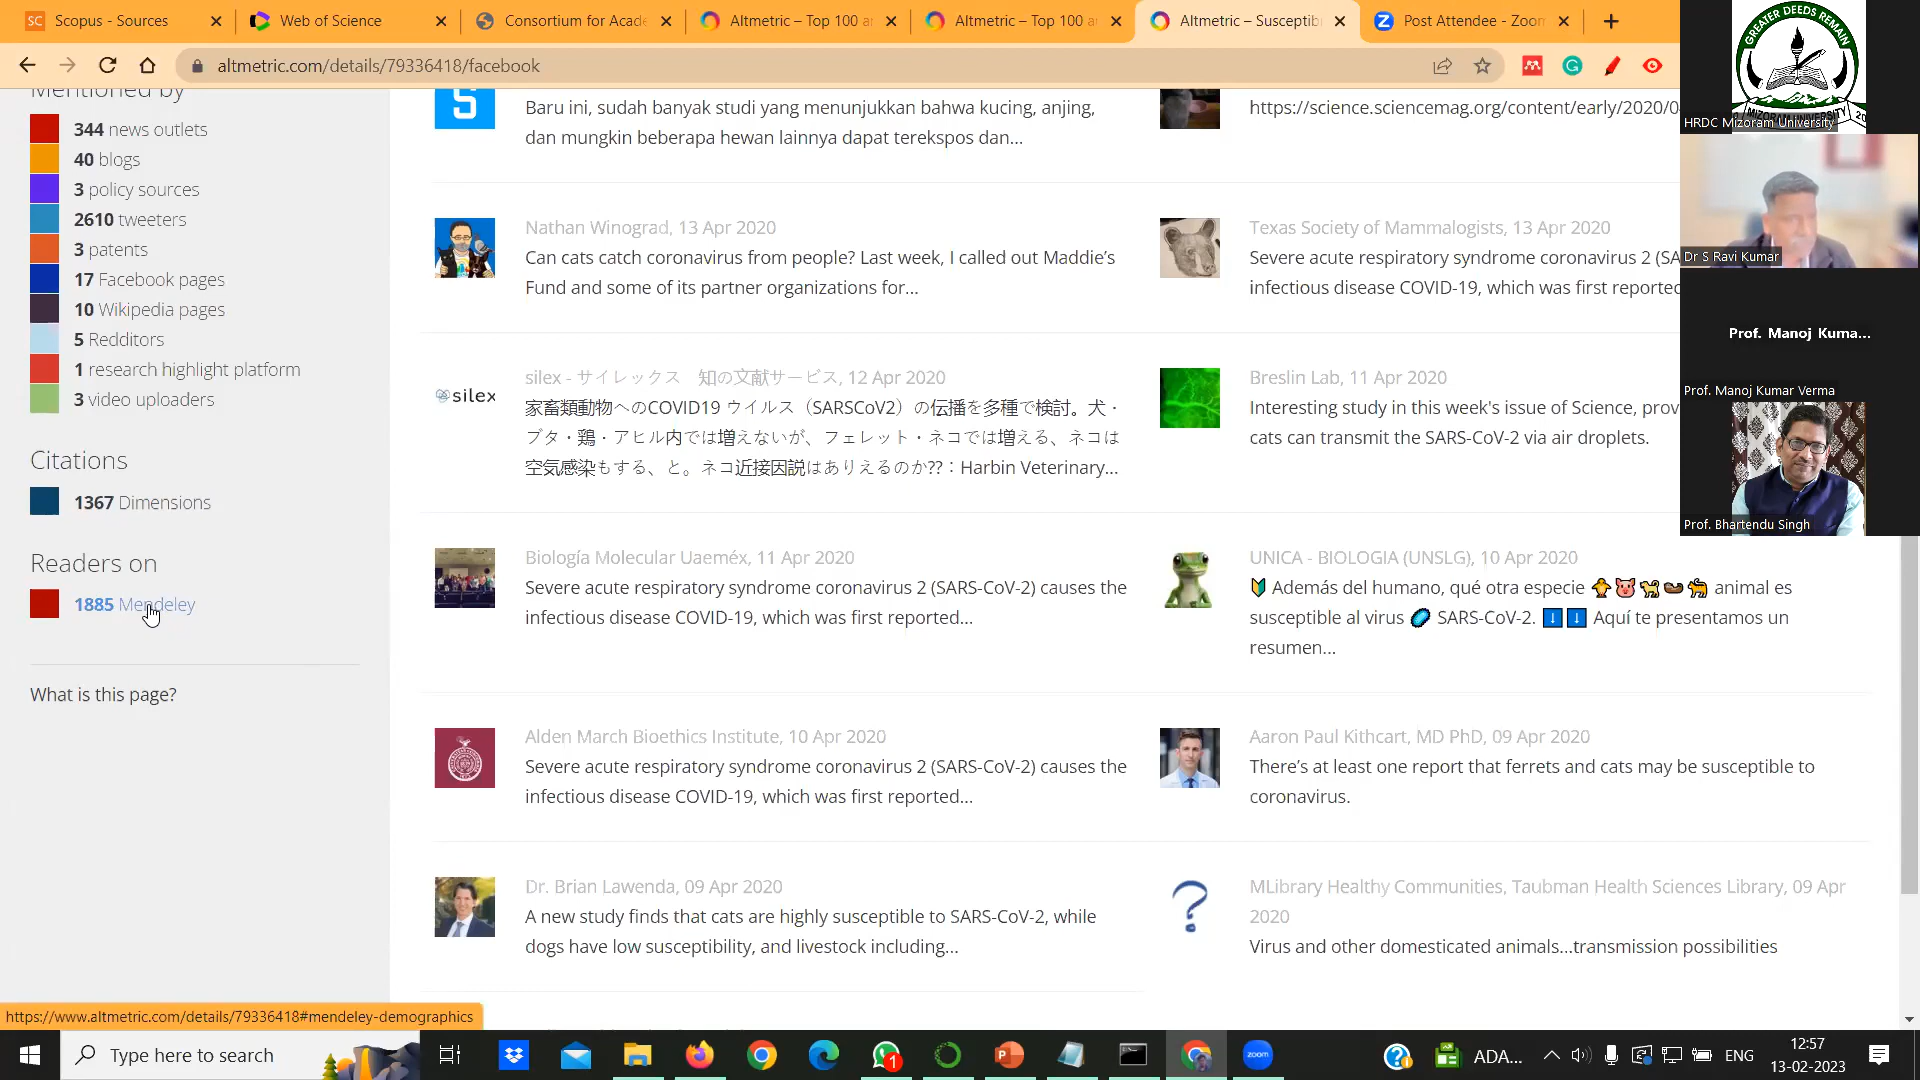 Scopus - Sources
Web of Science
Consortium for Acade
Altmetric – Top 100 a
Altmetric – Top 100 a
Altmetric – Susceptib
Post Attendee - Zoom
altmetric.com/details/79336418/facebook
Mentioned by
344 news outlets
40 blogs
3 policy sources
2610 tweeters
3 patents
17 Facebook pages
10 Wikipedia pages
5 Redditors
1 research highlight platform
3 video uploaders
Citations
1367 Dimensions
Readers on
1885 Mendeley
What is this page?
Baru ini, sudah banyak studi yang menunjukkan bahwa kucing, anjing,
dan mungkin beberapa hewan lainnya dapat terekspos dan...
https://science.sciencemag.org/content/early/2020/0
Nathan Winograd, 13 Apr 2020
Can cats catch coronavirus from people? Last week, I called out Maddie's
Fund and some of its partner organizations for...
Texas Society of Mammalogists, 13 Apr 2020
Severe acute respiratory syndrome coronavirus 2 (SA
infectious disease COVID-19, which was first reported
silex
silex - サイレックス 知の文献サービス, 12 Apr 2020
家畜類動物へのCOVID19 ウイルス（SARSCoV2）の伝播を多種で検討。犬・
ブタ・鶏・アヒル内では増えないが、フェレット・ネコでは増える、ネコは
空気感染もする、と。ネコ近接因説はありえるのか??：Harbin Veterinary...
Breslin Lab, 11 Apr 2020
Interesting study in this week's issue of Science, prov
cats can transmit the SARS-CoV-2 via air droplets.
Biología Molecular Uaeméx, 11 Apr 2020
Severe acute respiratory syndrome coronavirus 2 (SARS-CoV-2) causes the
infectious disease COVID-19, which was first reported...
UNICA - BIOLOGIA (UNSLG), 10 Apr 2020
Además del humano, qué otra especie 🐥🐷🐕🦦🐈 animal es
susceptible al virus 🦠 SARS-CoV-2. ⬇️⬇️ Aquí te presentamos un
resumen...
Alden March Bioethics Institute, 10 Apr 2020
Severe acute respiratory syndrome coronavirus 2 (SARS-CoV-2) causes the
infectious disease COVID-19, which was first reported...
Aaron Paul Kithcart, MD PhD, 09 Apr 2020
There's at least one report that ferrets and cats may be susceptible to
coronavirus.
Dr. Brian Lawenda, 09 Apr 2020
A new study finds that cats are highly susceptible to SARS-CoV-2, while
dogs have low susceptibility, and livestock including...
MLibrary Healthy Communities, Taubman Health Sciences Library, 09 Apr
2020
Virus and other domesticated animals...transmission possibilities
GREATER DEEDS REMAIN
MIZORAM UNIVERSITY
HRDC Mizoram University
Dr S Ravi Kumar
Prof. Manoj Kuma...
Prof. Manoj Kumar Verma
Prof. Bhartendu Singh
https://www.altmetric.com/details/79336418#mendeley-demographics
Type here to search
1
zoom
ADA...
ENG
12:57
13-02-2023